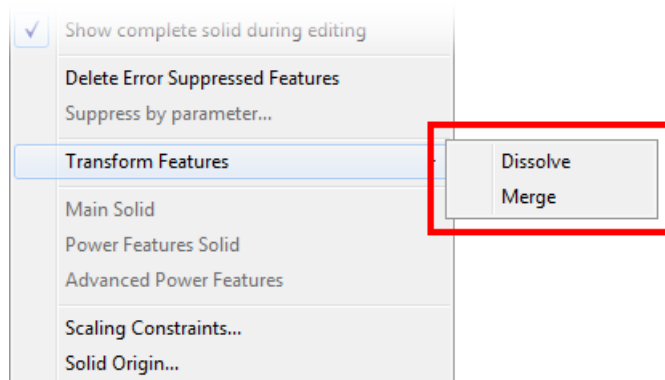 Show complete solid during editing
Delete Error Suppressed Features
Suppress by parameter...
Transform Features
Dissolve
Merge
Main Solid
Power Features Solid
Advanced Power Features
Scaling Constraints...
Solid Origin...